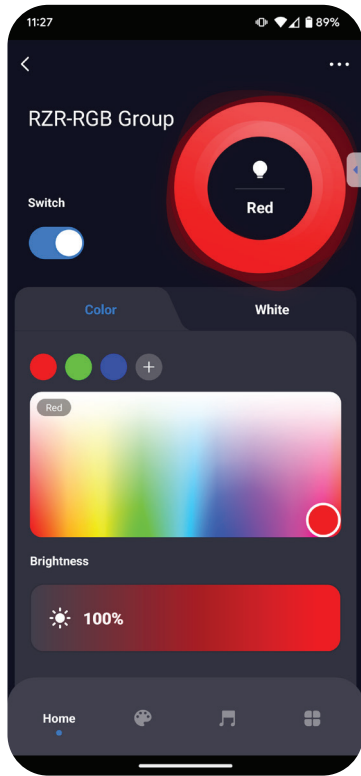 11:27
89%
RZR-RGB Group
Red
Switch
Color
White
Red
Brightness
100%
Home